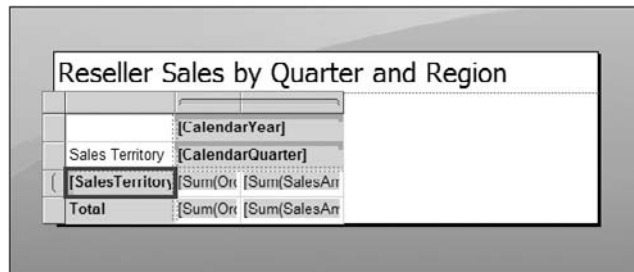 Reseller Sales by Quarter and Region
[CalendarYear]
Sales Territory [CalendarQuarter]
[SalesTerritory [Sum(Ord [Sum(SalesAm
Total [Sum(Ord [Sum(SalesAm